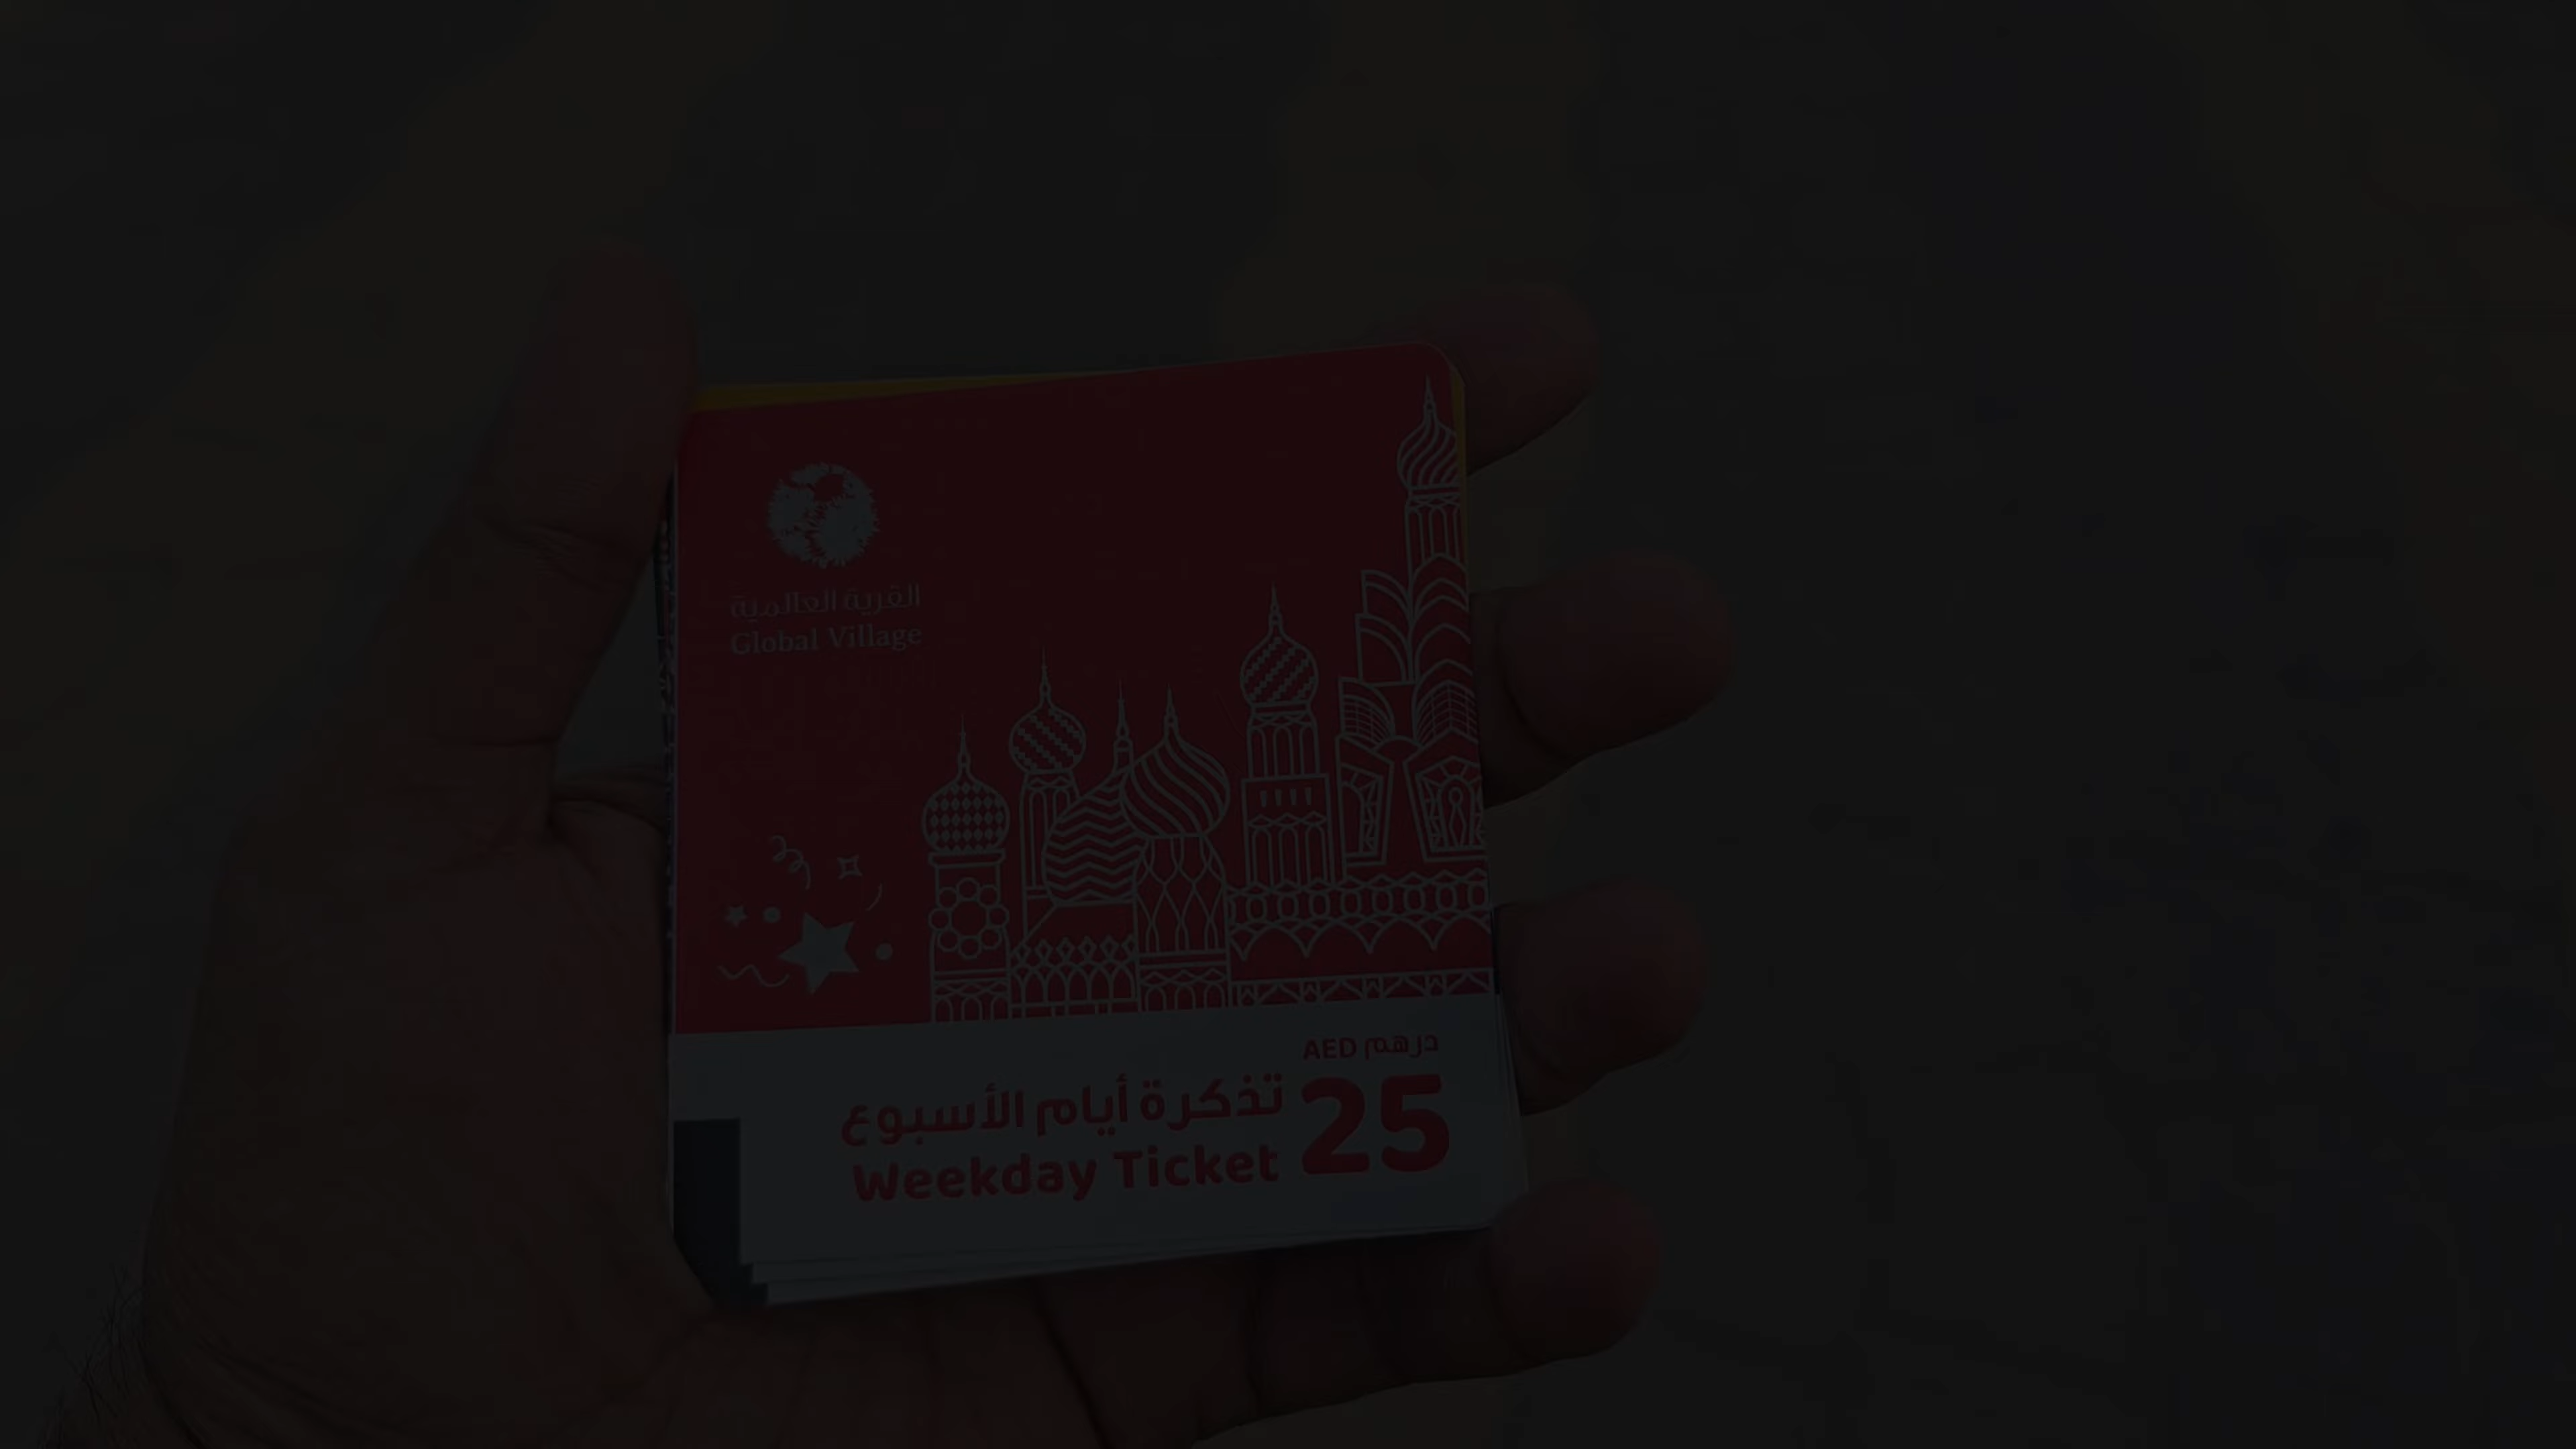 القرية العالمية
Global Village
AED درهم
25
تذكرة أيام الأسبوع
Weekday Ticket